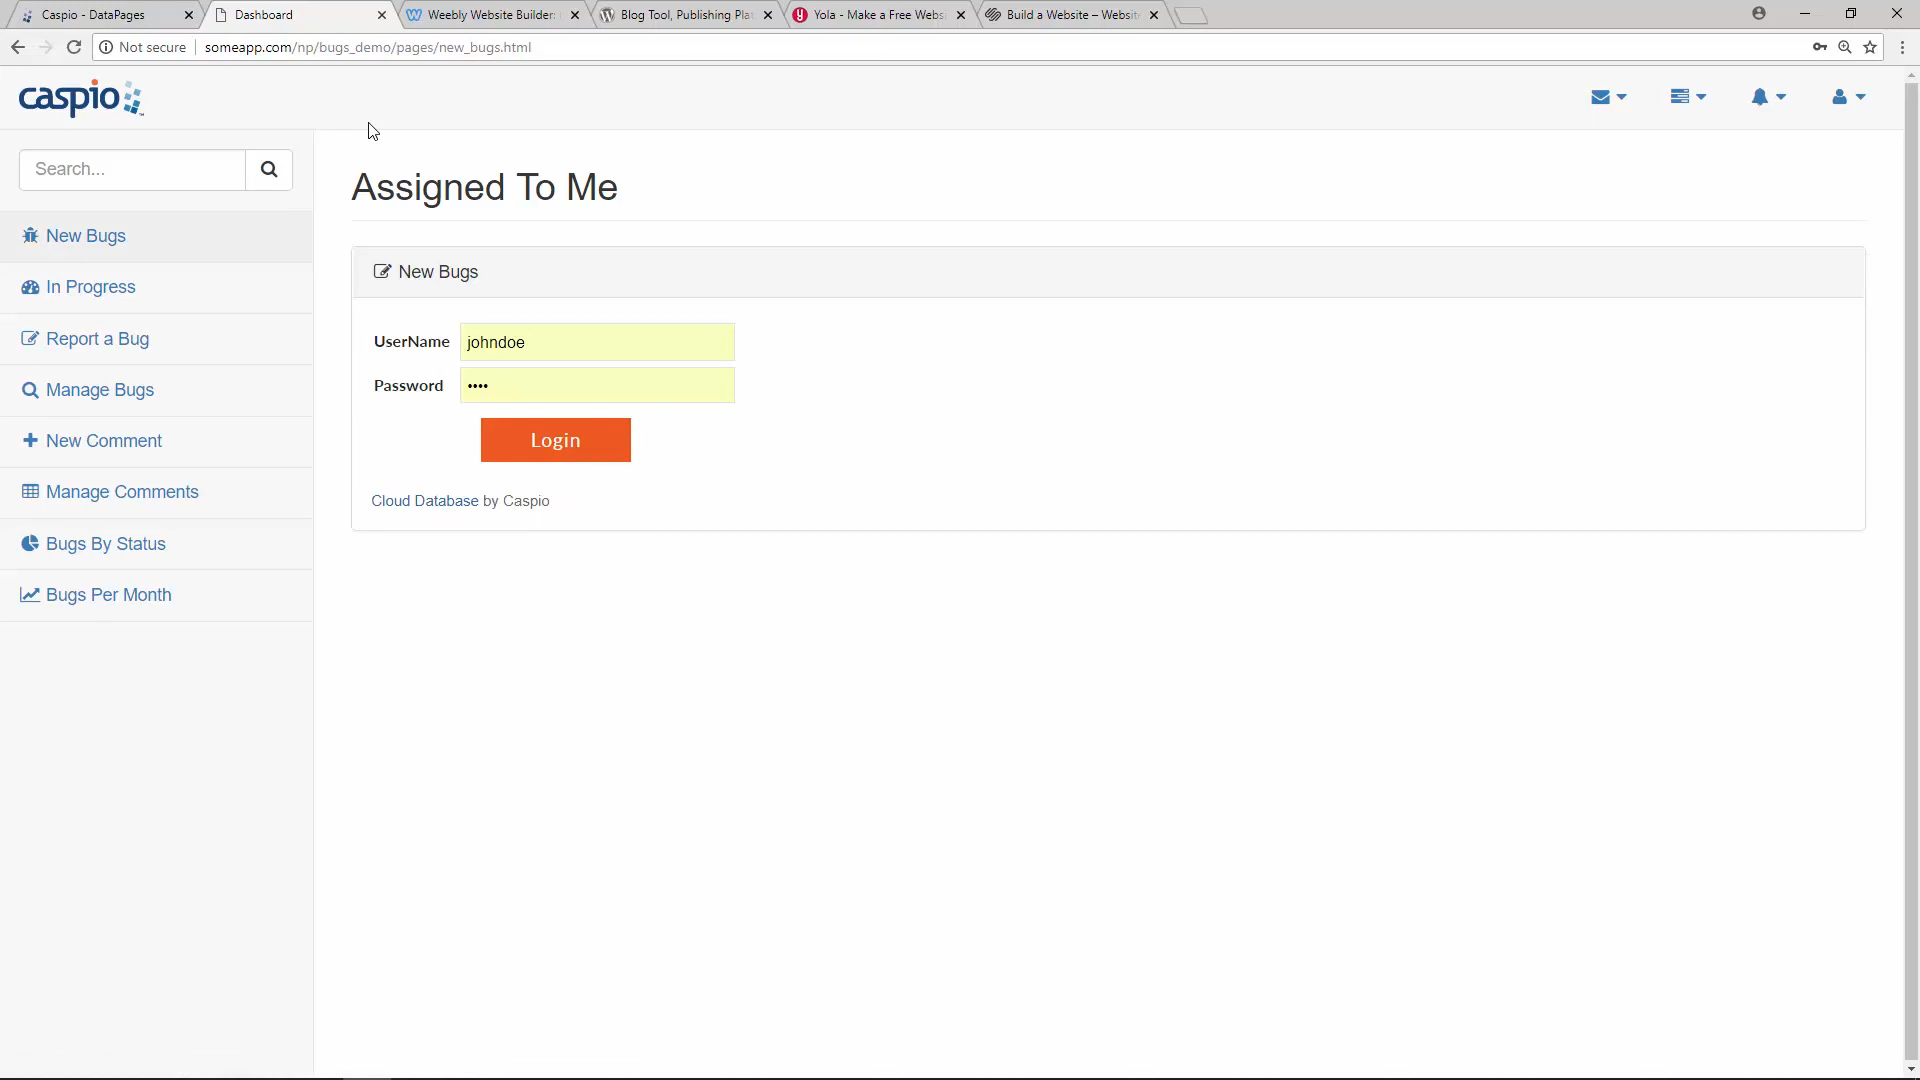 Caspio - DataPages
Dashboard
Weebly Website Builder:
Blog Tool, Publishing Pla
Yola - Make a Free Webs
Build a Website – Websit
Not secure
someapp.com/np/bugs_demo/pages/new_bugs.html
caspio
Search...
New Bugs
In Progress
Report a Bug
Manage Bugs
New Comment
Manage Comments
Bugs By Status
Bugs Per Month
Assigned To Me
New Bugs
UserName johndoe
Password ••••
Login
Cloud Database by Caspio